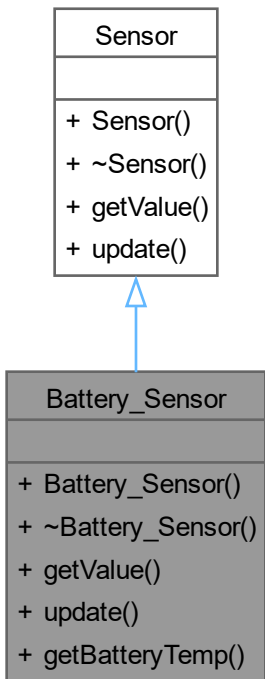 Sensor
+ Sensor()
+ ~Sensor()
+ getValue()
+ update()
Battery_Sensor
+ Battery_Sensor()
+ ~Battery_Sensor()
+ getValue()
+ update()
+ getBatteryTemp()